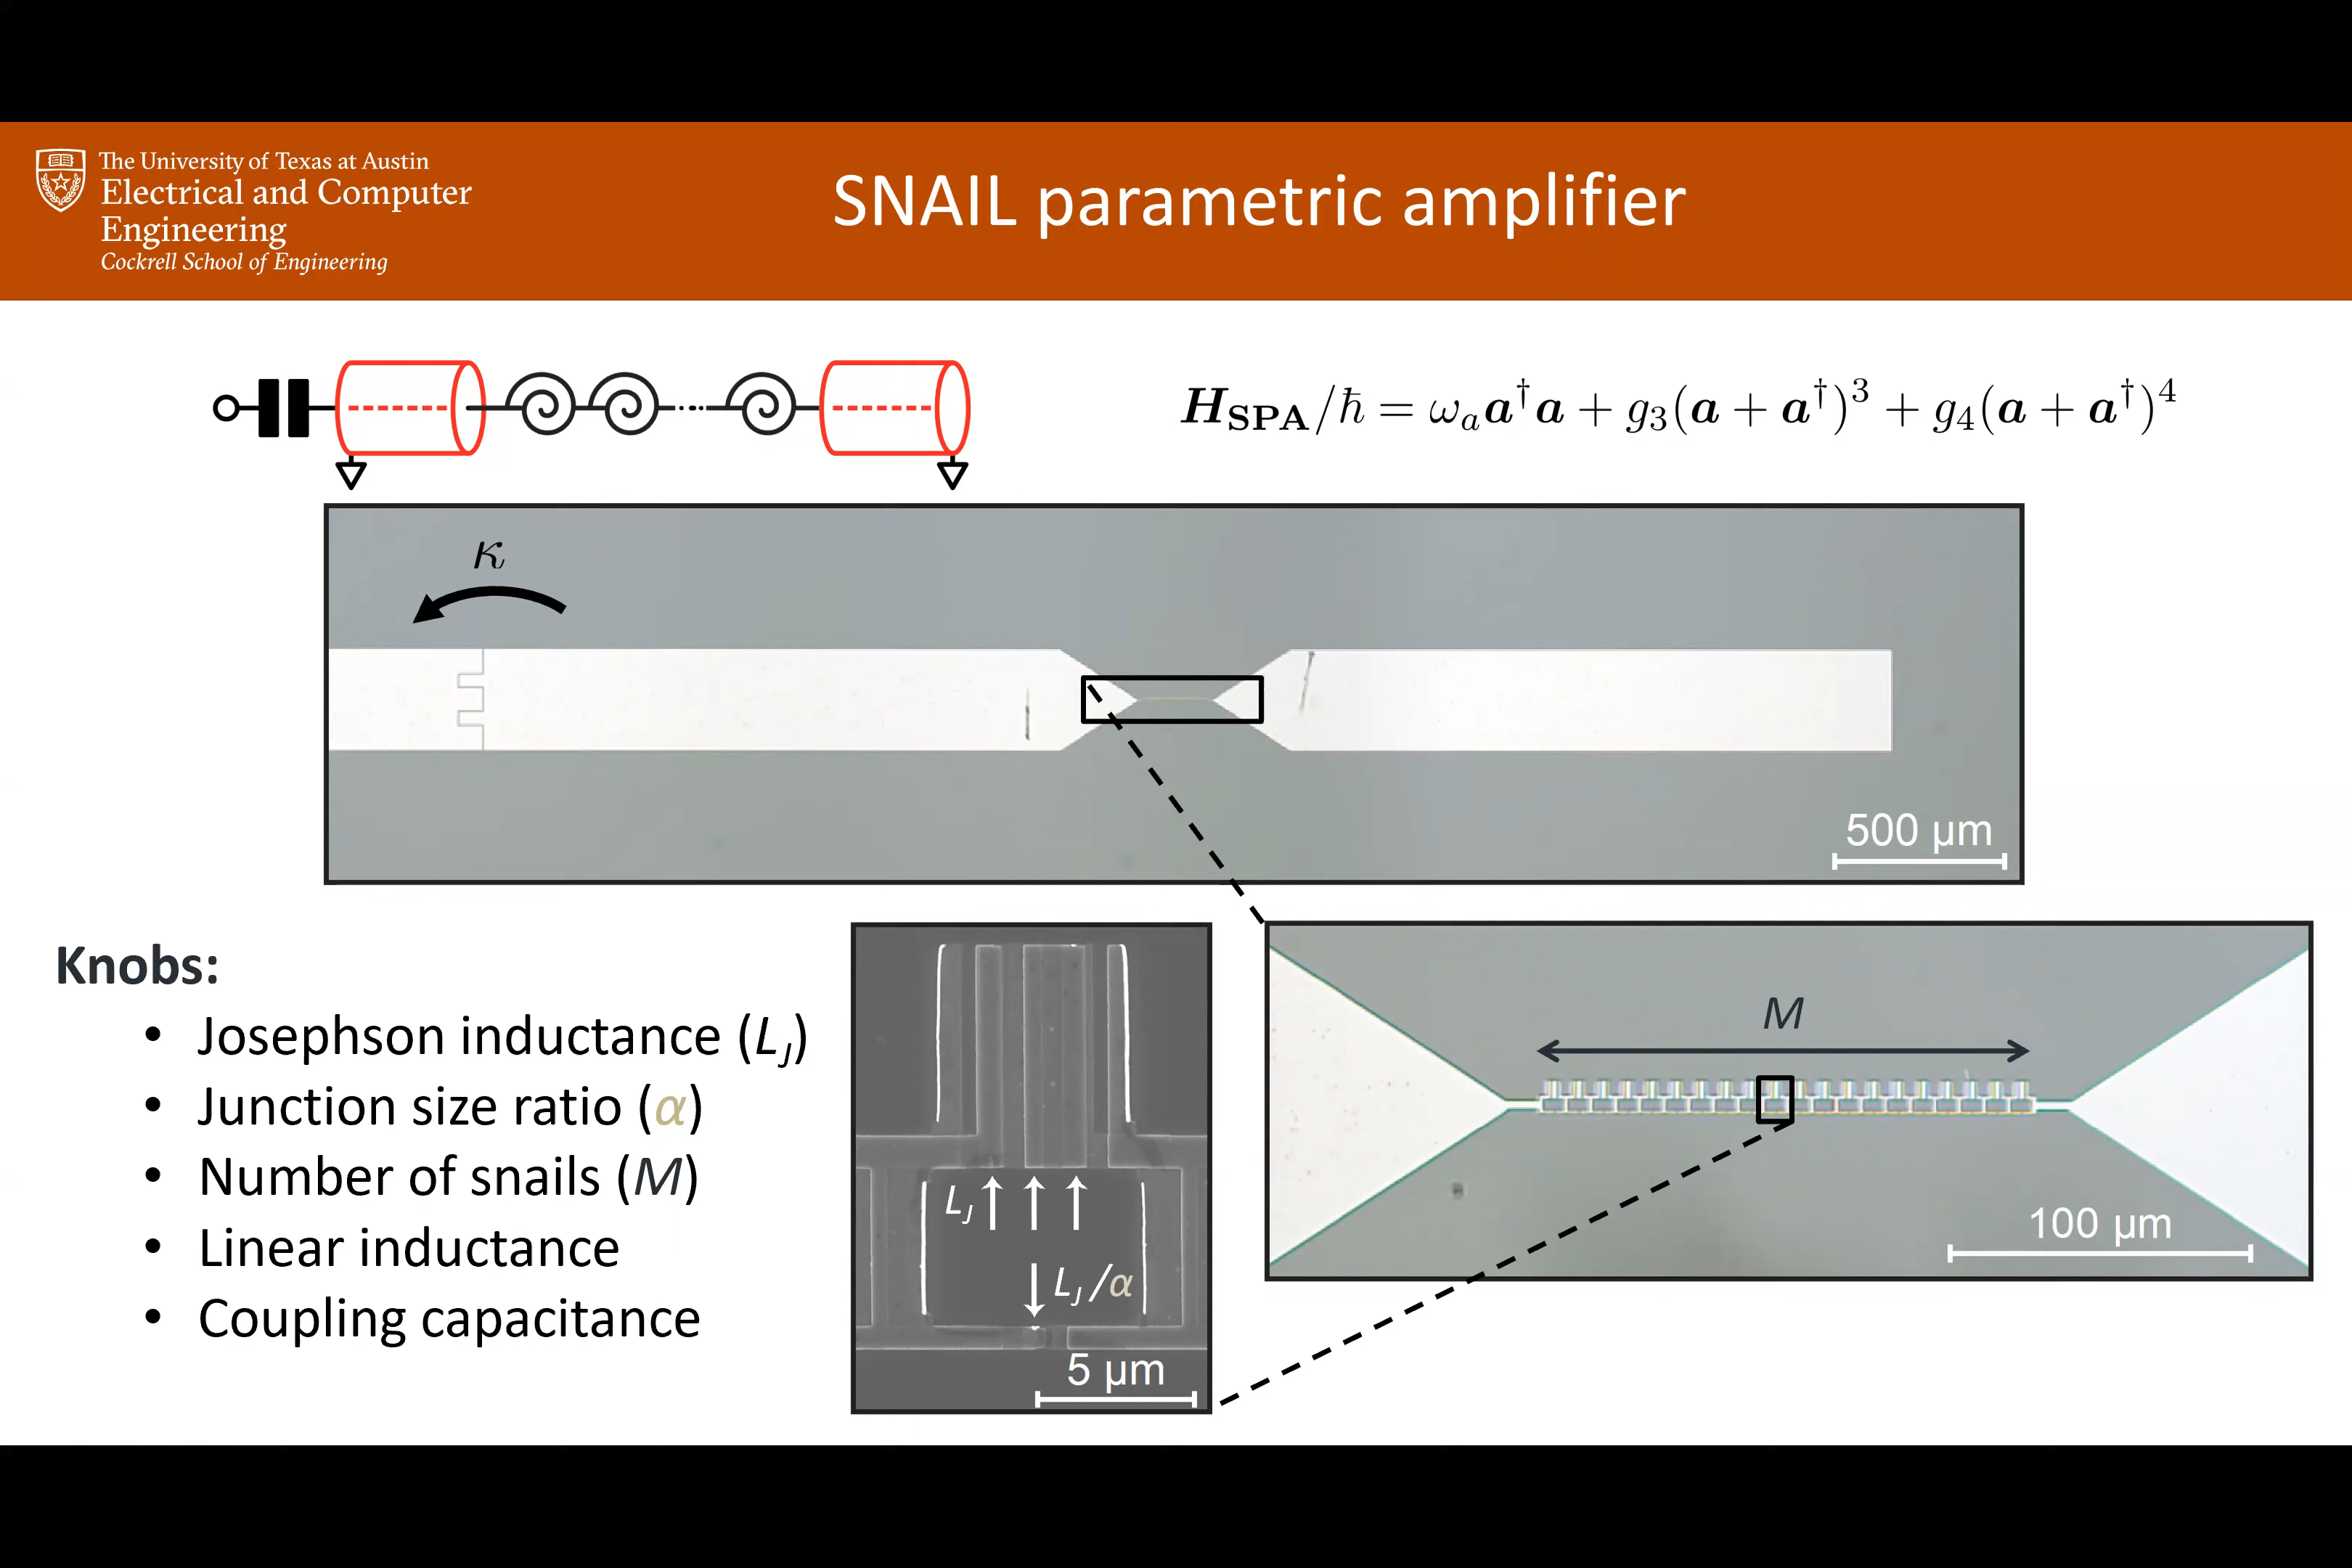 The University of Texas at Austin
Electrical and Computer
Engineering
Cockrell School of Engineering
SNAIL parametric amplifier
H_SPA/ħ = ω_a a†a + g₃(a + a†)³ + g₄(a + a†)⁴
κ
500 µm
Knobs:
• Josephson inductance (L_J)
• Junction size ratio (α)
• Number of snails (M)
• Linear inductance
• Coupling capacitance
L_J
L_J/α
5 µm
M
100 µm